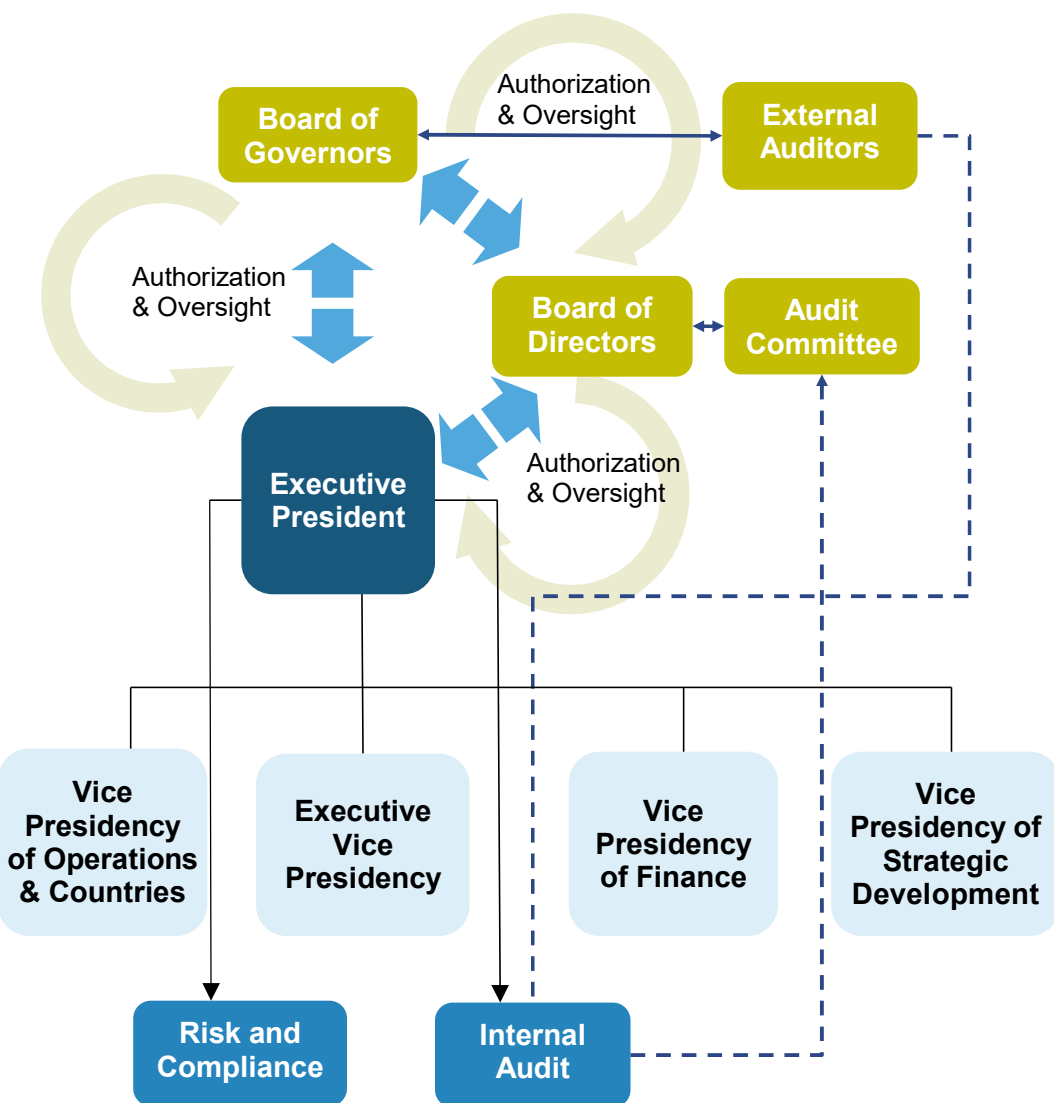 Authorization
& Oversight
Board of
Governors
External
Auditors
Authorization
& Oversight
Board of
Directors
Audit
Committee
Authorization
& Oversight
Executive
President
Vice
Presidency
of Operations
& Countries
Executive
Vice
Presidency
Vice
Presidency
of Finance
Vice
Presidency of
Strategic
Development
Risk and
Compliance
Internal
Audit